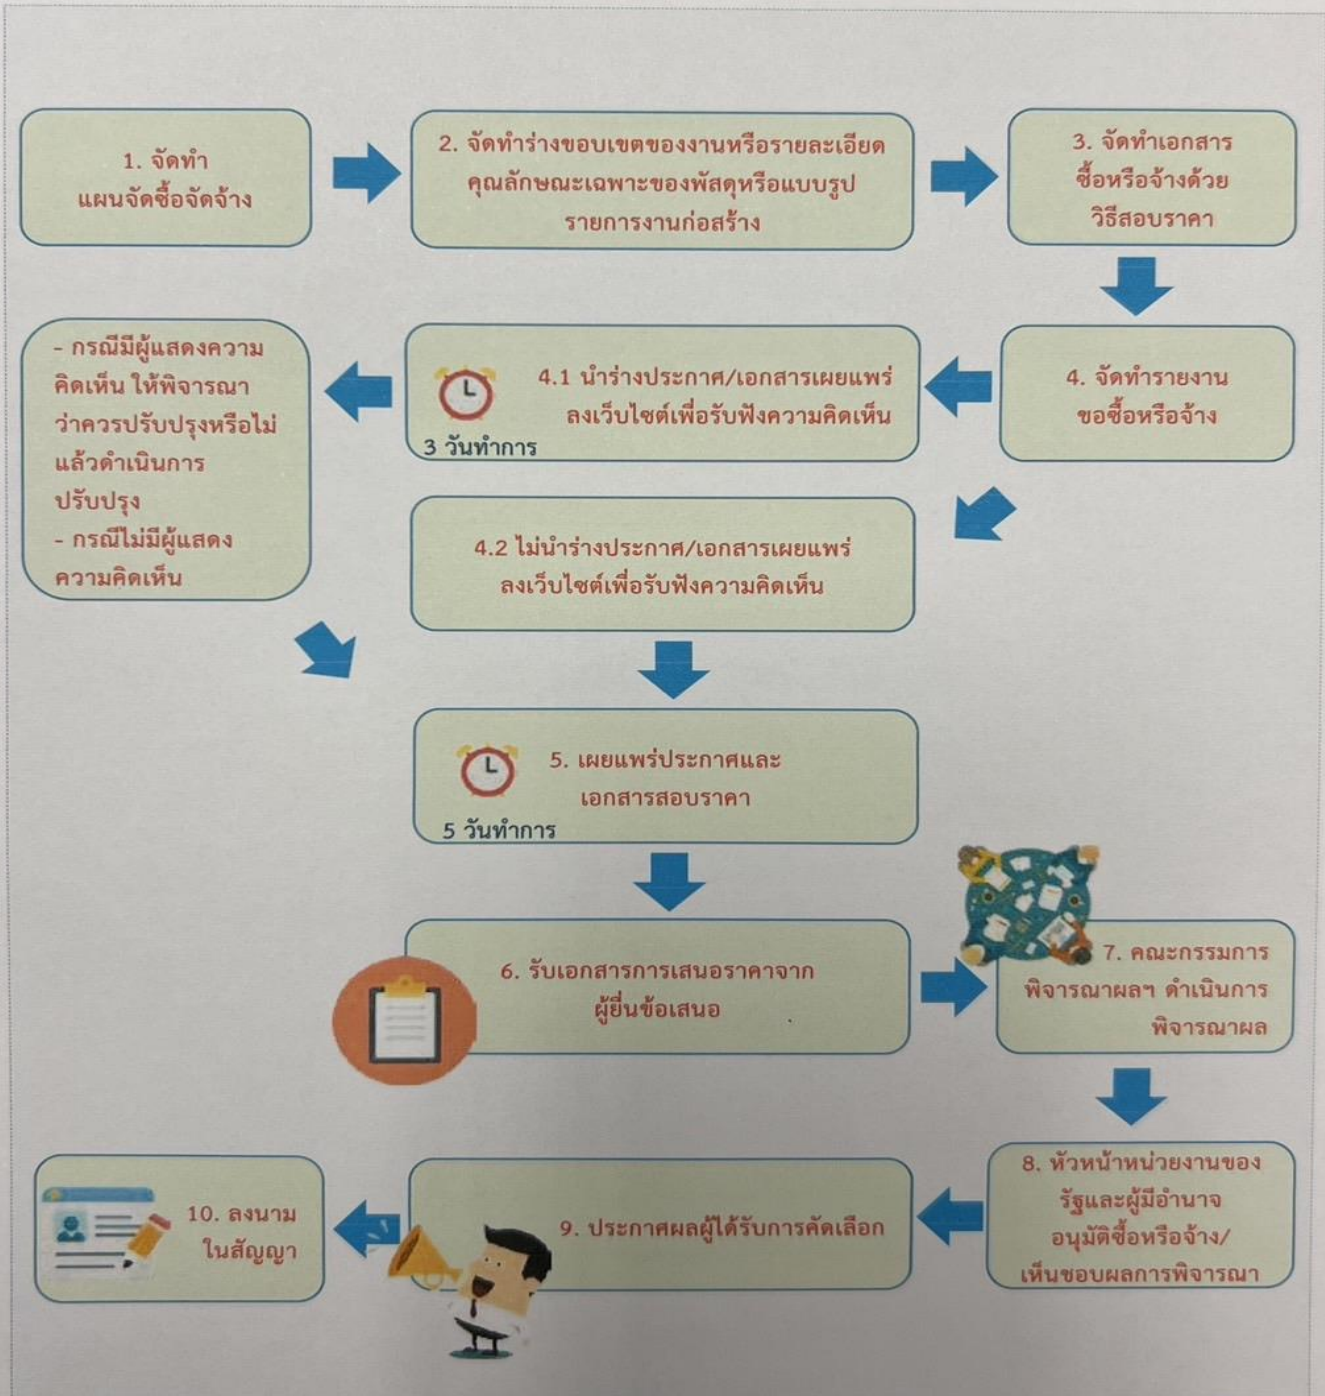 1. จัดทำ
แผนจัดซื้อจัดจ้าง
2. จัดทำร่างขอบเขตของงานหรือรายละเอียด
คุณลักษณะเฉพาะของพัสดุหรือแบบรูป
รายการงานก่อสร้าง
3. จัดทำเอกสาร
ซื้อหรือจ้างด้วย
วิธีสอบราคา
4. จัดทำรายงาน
ขอซื้อหรือจ้าง
4.1 นำร่างประกาศ/เอกสารเผยแพร่
ลงเว็บไซต์เพื่อรับฟังความคิดเห็น
3 วันทำการ
- กรณีมีผู้แสดงความ
คิดเห็น ให้พิจารณา
ว่าควรปรับปรุงหรือไม่
แล้วดำเนินการ
ปรับปรุง
- กรณีไม่มีผู้แสดง
ความคิดเห็น
4.2 ไม่นำร่างประกาศ/เอกสารเผยแพร่
ลงเว็บไซต์เพื่อรับฟังความคิดเห็น
5. เผยแพร่ประกาศและ
เอกสารสอบราคา
5 วันทำการ
6. รับเอกสารการเสนอราคาจาก
ผู้ยื่นข้อเสนอ
7. คณะกรรมการ
พิจารณาผลฯ ดำเนินการ
พิจารณาผล
8. หัวหน้าหน่วยงานของ
รัฐและผู้มีอำนาจ
อนุมัติซื้อหรือจ้าง/
เห็นชอบผลการพิจารณา
9. ประกาศผลผู้ได้รับการคัดเลือก
10. ลงนาม
ในสัญญา